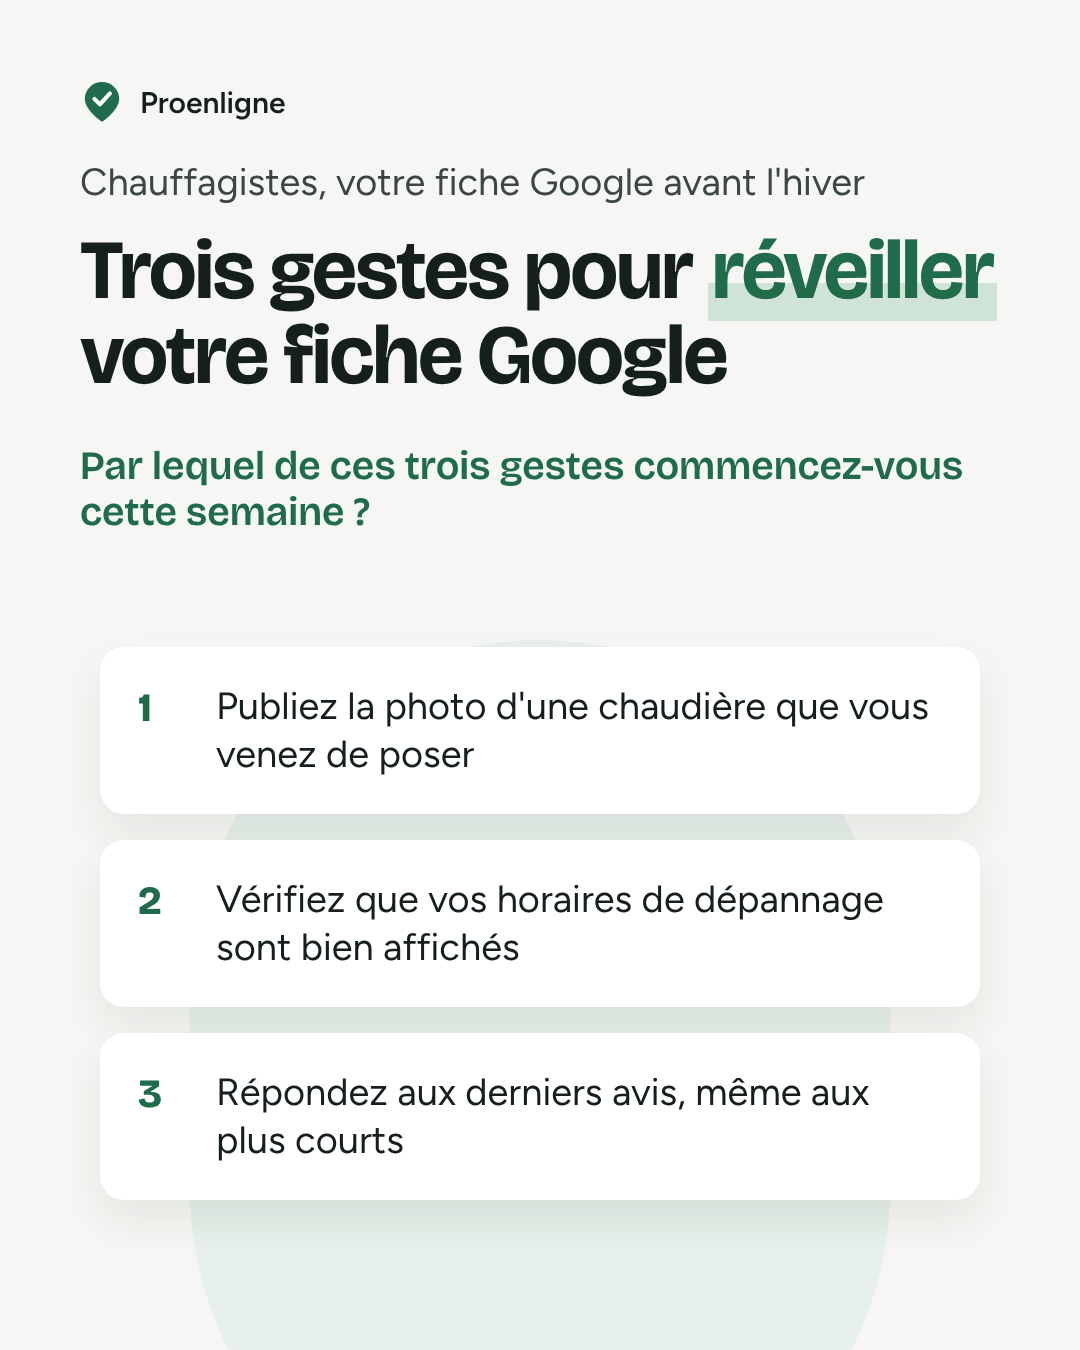 Proenligne
Chauffagistes, votre fiche Google avant l'hiver
Trois gestes pour réveiller
votre fiche Google
Par lequel de ces trois gestes commencez-vous
cette semaine ?
1 Publiez la photo d'une chaudière que vous
venez de poser
2 Vérifiez que vos horaires de dépannage
sont bien affichés
3 Répondez aux derniers avis, même aux
plus courts